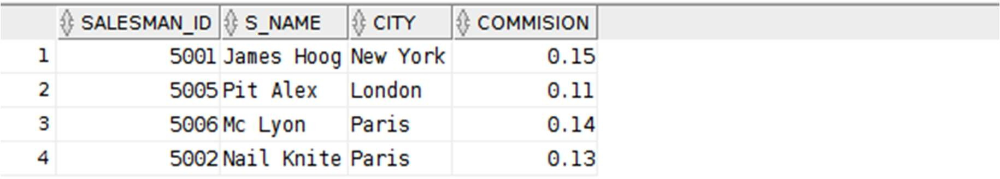 SALESMAN_ID S_NAME CITY COMMISION
1 5001 James Hoog New York 0.15
2 5005 Pit Alex London 0.11
3 5006 Mc Lyon Paris 0.14
4 5002 Nail Knite Paris 0.13